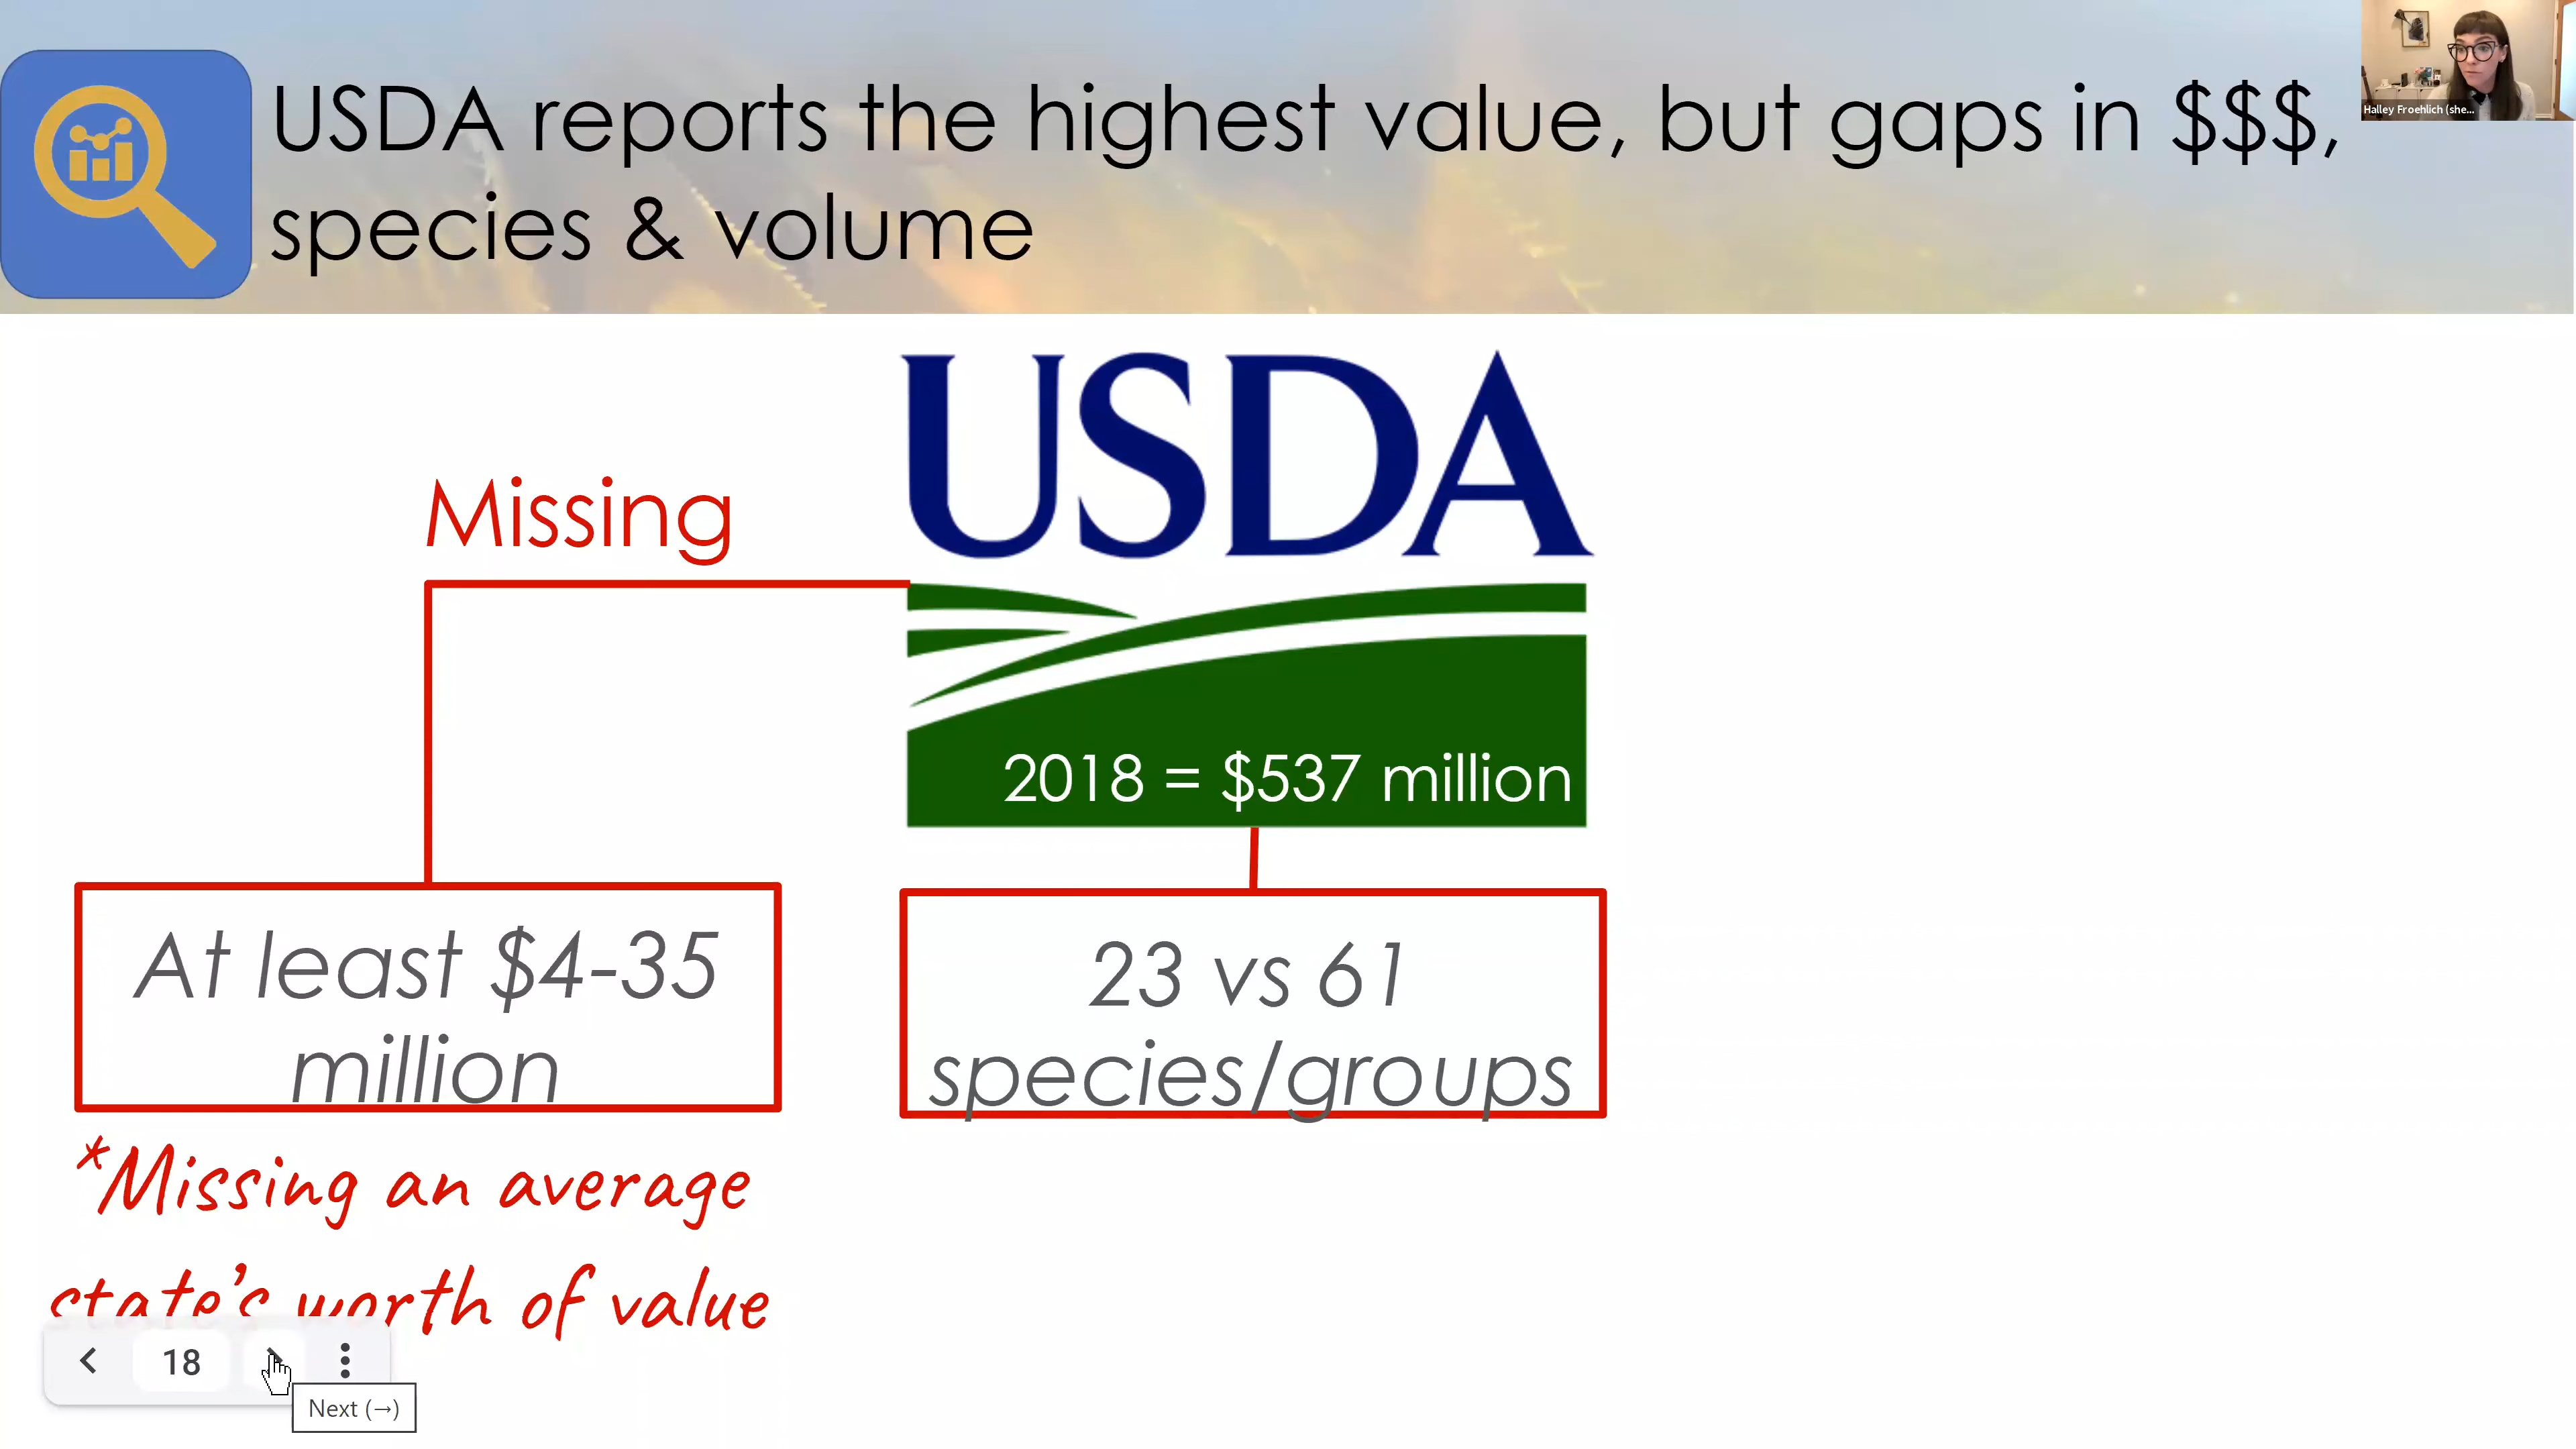 USDA reports the highest value, but gaps in $$$,
species & volume
Halley Froehlich (she...
USDA
Missing
2018 = $537 million
At least $4-35
million
23 vs 61
species/groups
*Missing an average
state's worth of value
18
Next (→)